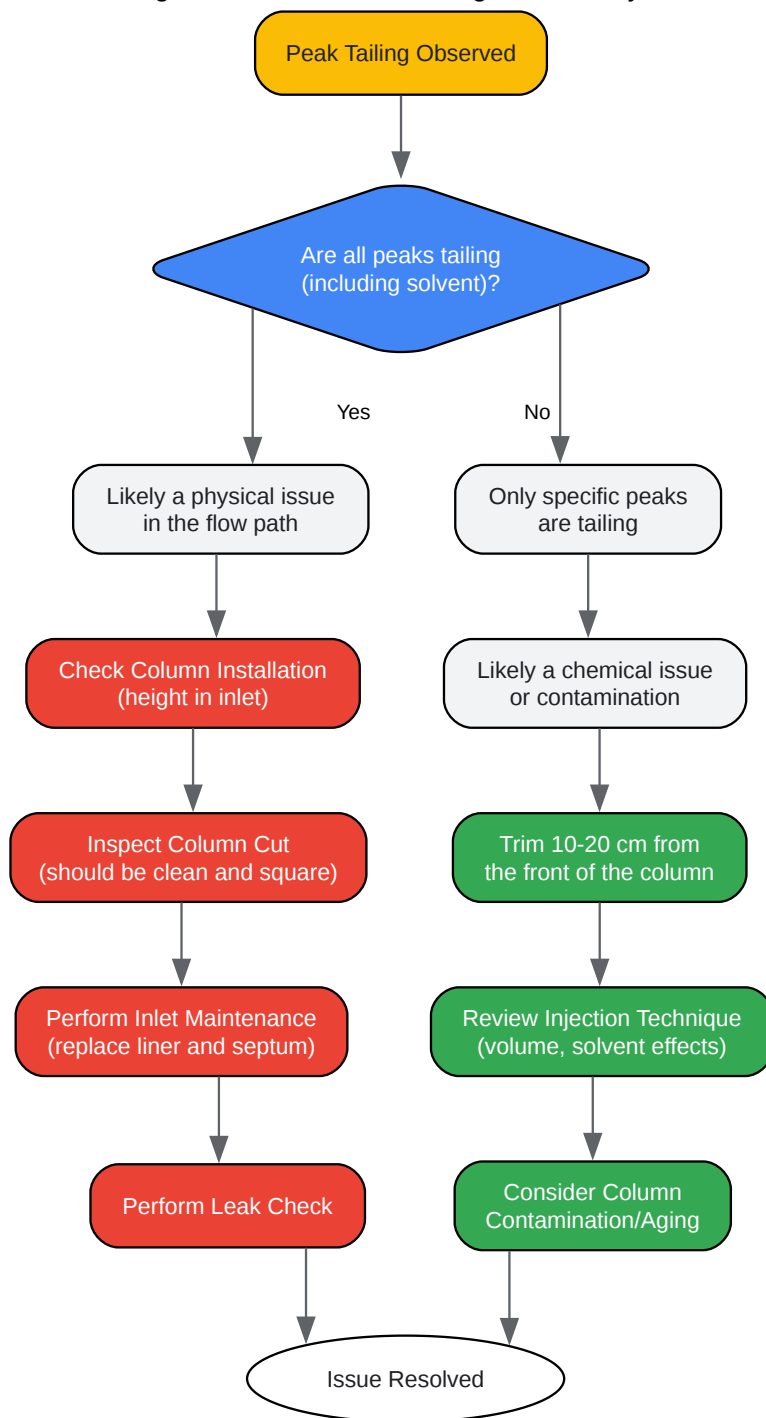 Peak Tailing Observed
Are all peaks tailing
(including solvent)?
Yes
No
Likely a physical issue
in the flow path
Only specific peaks
are tailing
Check Column Installation
(height in inlet)
Likely a chemical issue
or contamination
Inspect Column Cut
(should be clean and square)
Trim 10-20 cm from
the front of the column
Perform Inlet Maintenance
(replace liner and septum)
Review Injection Technique
(volume, solvent effects)
Perform Leak Check
Consider Column
Contamination/Aging
Issue Resolved